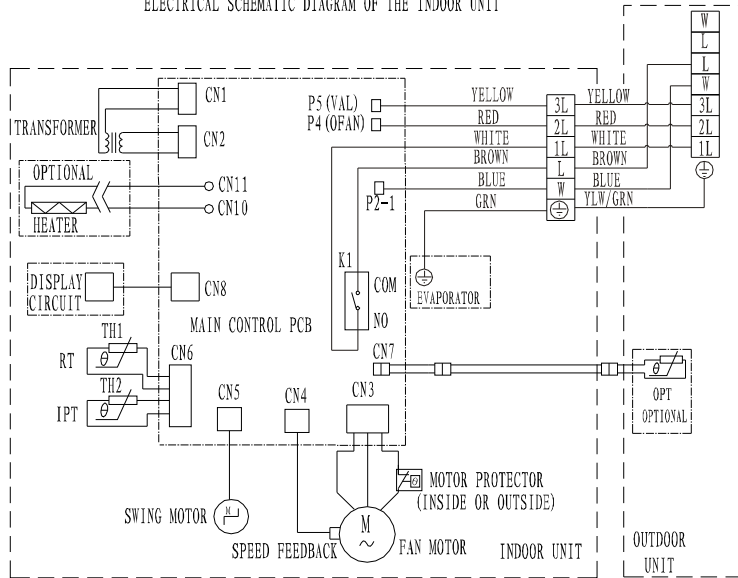 ELECTRICAL SCHEMATIC DIAGRAM OF THE INDOOR UNIT
W
L
L
W
3L
2L
1L
CN1
TRANSFORMER
CN2
P5(VAL)
P4(OFAN)
YELLOW
RED
WHITE
BROWN
BLUE
GRN
3L
2L
1L
L
W
YELLOW
RED
WHITE
BROWN
BLUE
YLW/GRN
OPTIONAL
HEATER
CN11
CN10
P2-1
K1
COM
NO
EVAPORATOR
DISPLAY
CIRCUIT
CN8
MAIN CONTROL PCB
TH1
RT
θ
CN6
TH2
IPT
θ
CN7
θ
OPT
OPTIONAL
CN5
CN4
CN3
θ
MOTOR PROTECTOR
(INSIDE OR OUTSIDE)
SWING MOTOR
M
SPEED FEEDBACK
M
~
FAN MOTOR
INDOOR UNIT
OUTDOOR
UNIT